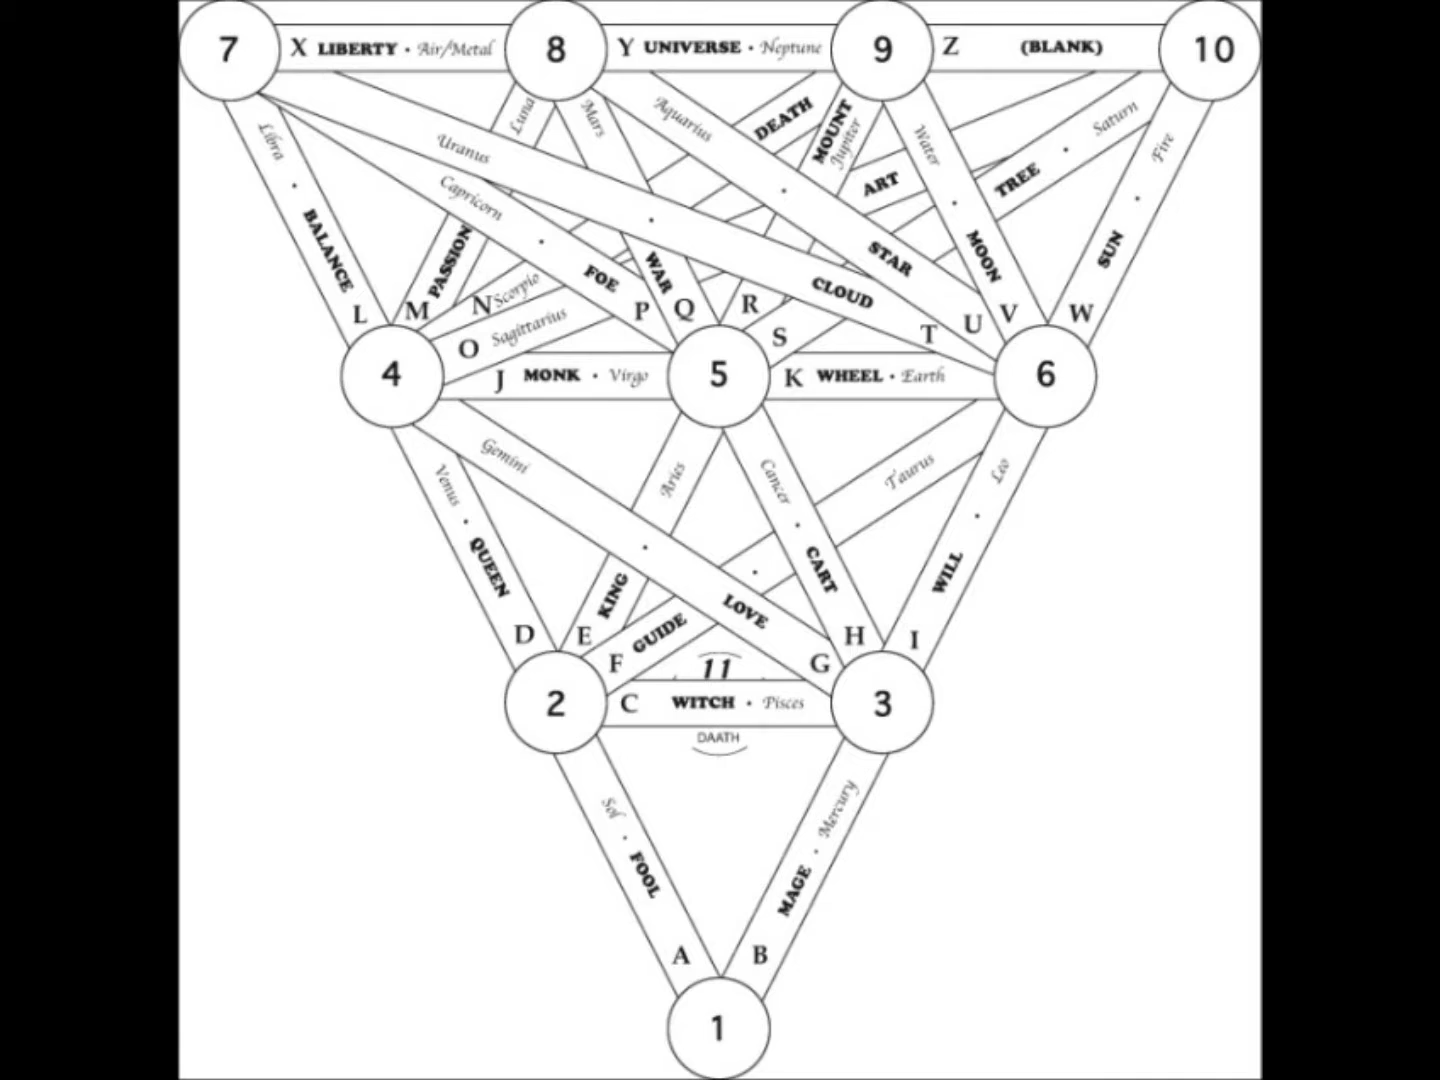 7
X LIBERTY · Air/Metal
8
Y UNIVERSE · Neptune
9
Z (BLANK)
10
Libra · BALANCE L
Luna PASSION M
Mars WAR Q
Aquarius · STAR U
DEATH
MOUNT Jupiter
Water · MOON V
ART
TREE · Saturn
Fire · SUN W
Uranus · CLOUD T
Capricorn · FOE P
N Scorpio
O Sagittarius
R
S
4
J MONK · Virgo
5
K WHEEL · Earth
6
Gemini · LOVE G
Venus · QUEEN D
Aries KING E
Cancer · CART H
Taurus · GUIDE F
Leo · WILL I
11
2
C WITCH · Pisces
3
DAATH
Sol · FOOL A
Mercury · MAGE B
1